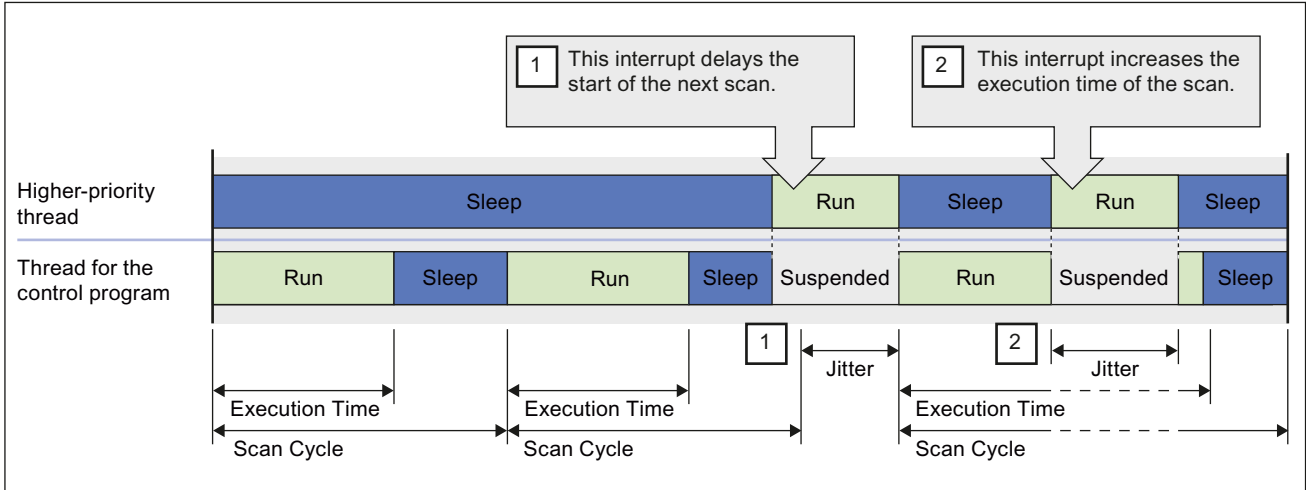 1
This interrupt delays the
start of the next scan.
2
This interrupt increases the
execution time of the scan.
Higher-priority
thread
Sleep
Run
Sleep
Run
Sleep
Thread for the
control program
Run
Sleep
Run
Sleep
Suspended
Run
Suspended
Sleep
1
2
Jitter
Jitter
Execution Time
Execution Time
Execution Time
Scan Cycle
Scan Cycle
Scan Cycle